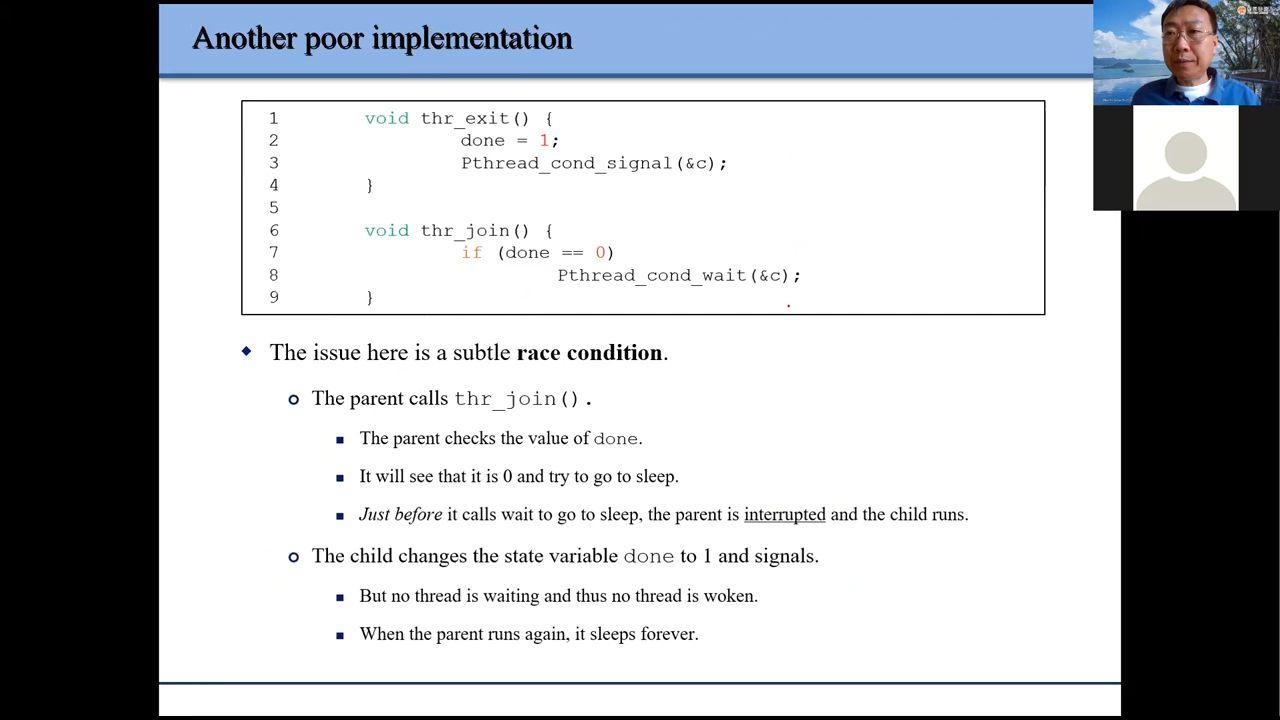 Another poor implementation
1 void thr_exit() {
2 done = 1;
3 Pthread_cond_signal(&c);
4 }
5
6 void thr_join() {
7 if (done == 0)
8 Pthread_cond_wait(&c);
9 }
The issue here is a subtle race condition.
The parent calls thr_join().
The parent checks the value of done.
It will see that it is 0 and try to go to sleep.
Just before it calls wait to go to sleep, the parent is interrupted and the child runs.
The child changes the state variable done to 1 and signals.
But no thread is waiting and thus no thread is woken.
When the parent runs again, it sleeps forever.